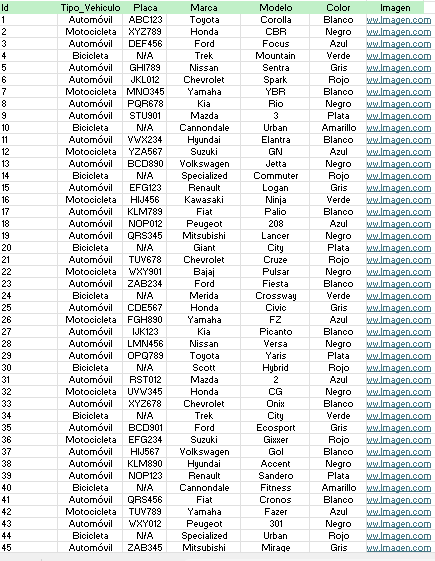 Id Tipo_Vehiculo Placa Marca Modelo Color Imagen
1 Automóvil ABC123 Toyota Corolla Blanco ww.Imagen.com
2 Motocicleta XYZ789 Honda CBR Negro ww.Imagen.com
3 Automóvil DEF456 Ford Focus Azul ww.Imagen.com
4 Bicicleta N/A Trek Mountain Verde ww.Imagen.com
5 Automóvil GHI789 Nissan Sentra Gris ww.Imagen.com
6 Automóvil JKL012 Chevrolet Spark Rojo ww.Imagen.com
7 Motocicleta MNO345 Yamaha YBR Blanco ww.Imagen.com
8 Automóvil PQR678 Kia Rio Negro ww.Imagen.com
9 Automóvil STU901 Mazda 3 Plata ww.Imagen.com
10 Bicicleta N/A Cannondale Urban Amarillo ww.Imagen.com
11 Automóvil YWX234 Hyundai Elantra Blanco ww.Imagen.com
12 Motocicleta YZA567 Suzuki GN Azul ww.Imagen.com
13 Automóvil BCD890 Volkswagen Jetta Negro ww.Imagen.com
14 Bicicleta N/A Specialized Commuter Rojo ww.Imagen.com
15 Automóvil EFG123 Renault Logan Gris ww.Imagen.com
16 Motocicleta HIJ456 Kawasaki Ninja Verde ww.Imagen.com
17 Automóvil KLM789 Fiat Palio Blanco ww.Imagen.com
18 Automóvil NOP012 Peugeot 208 Azul ww.Imagen.com
19 Automóvil QRS345 Mitsubishi Lancer Negro ww.Imagen.com
20 Bicicleta N/A Giant City Plata ww.Imagen.com
21 Automóvil TUV678 Chevrolet Cruze Rojo ww.Imagen.com
22 Motocicleta WXY901 Bajaj Pulsar Negro ww.Imagen.com
23 Automóvil ZAB234 Ford Fiesta Blanco ww.Imagen.com
24 Bicicleta N/A Merida Crossway Verde ww.Imagen.com
25 Automóvil CDE567 Honda Civic Gris ww.Imagen.com
26 Motocicleta FGH890 Yamaha FZ Azul ww.Imagen.com
27 Automóvil IJK123 Kia Picanto Blanco ww.Imagen.com
28 Automóvil LMN456 Nissan Versa Negro ww.Imagen.com
29 Automóvil OPQ789 Toyota Yaris Plata ww.Imagen.com
30 Bicicleta N/A Scott Hybrid Rojo ww.Imagen.com
31 Automóvil RST012 Mazda 2 Azul ww.Imagen.com
32 Motocicleta UVW345 Honda CG Negro ww.Imagen.com
33 Automóvil XYZ678 Chevrolet Onix Blanco ww.Imagen.com
34 Bicicleta N/A Trek City Verde ww.Imagen.com
35 Automóvil BCD901 Ford Ecosport Gris ww.Imagen.com
36 Motocicleta EFG234 Suzuki Gixxer Rojo ww.Imagen.com
37 Automóvil HIJ567 Volkswagen Gol Blanco ww.Imagen.com
38 Automóvil KLM890 Hyundai Accent Negro ww.Imagen.com
39 Automóvil NOP123 Renault Sandero Plata ww.Imagen.com
40 Bicicleta N/A Cannondale Fitness Amarillo ww.Imagen.com
41 Automóvil QRS456 Fiat Cronos Blanco ww.Imagen.com
42 Motocicleta TUV789 Yamaha Fazer Azul ww.Imagen.com
43 Automóvil WXY012 Peugeot 301 Negro ww.Imagen.com
44 Bicicleta N/A Specialized Urban Rojo ww.Imagen.com
45 Automóvil ZAB345 Mitsubishi Mirage Gris ww.Imagen.com